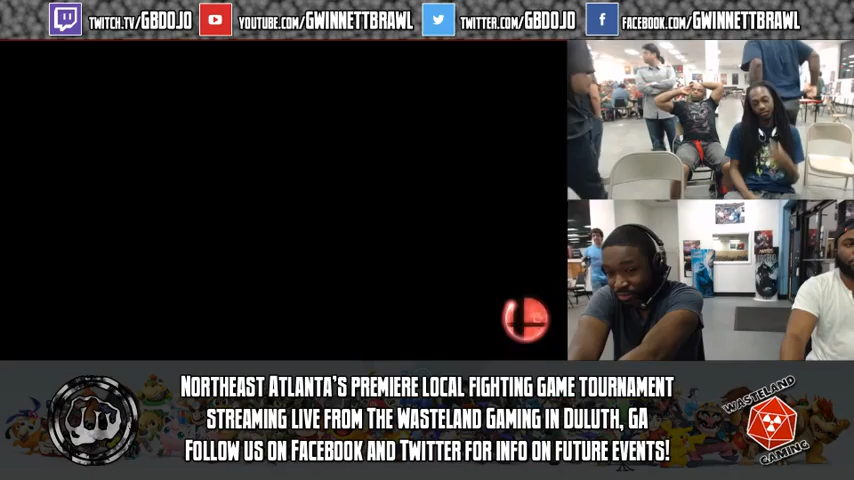 TWITCH.TV/GBDOJO
YOUTUBE.COM/GWINNETTBRAWL
TWITTER.COM/GBDOJO
FACEBOOK.COM/GWINNETTBRAWL
NORTHEAST ATLANTA'S PREMIERE LOCAL FIGHTING GAME TOURNAMENT
STREAMING LIVE FROM THE WASTELAND GAMING IN DULUTH, GA
FOLLOW US ON FACEBOOK AND TWITTER FOR INFO ON FUTURE EVENTS!
WASTELAND
GAMING